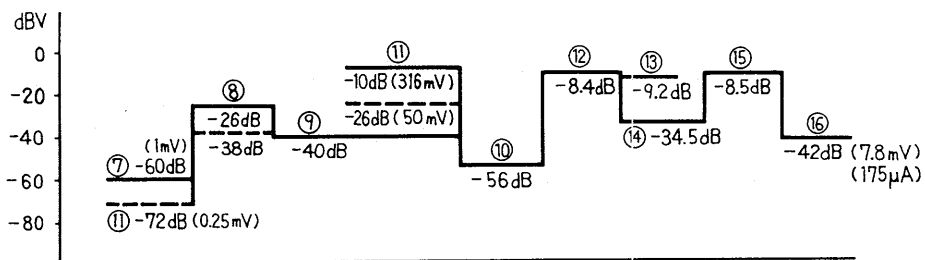 dBV
0
-20
-40
-60
-80
⑦ (1mV) -60dB
⑪ -72dB (0.25mV)
⑧
-26dB
-38dB
⑨
-40dB
⑪
-10dB (316mV)
-26dB (50mV)
⑩
-56dB
⑫
-8.4dB
⑬
-9.2dB
⑭ -34.5dB
⑮
-8.5dB
⑯
-42dB (7.8mV)
(175μA)